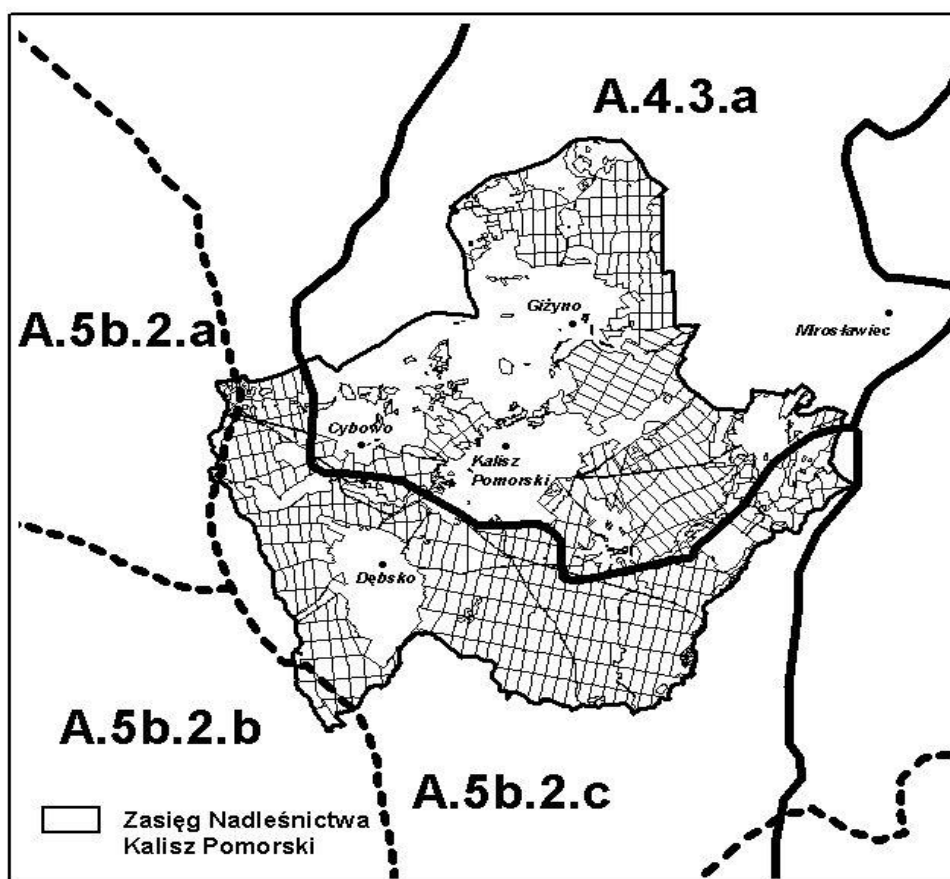 A.4.3.a
Giżyno
A.5b.2.a
Mirosławiec
Cybowo
Kalisz
Pomorski
Dębsko
A.5b.2.b
A.5b.2.c
Zasięg Nadleśnictwa
Kalisz Pomorski